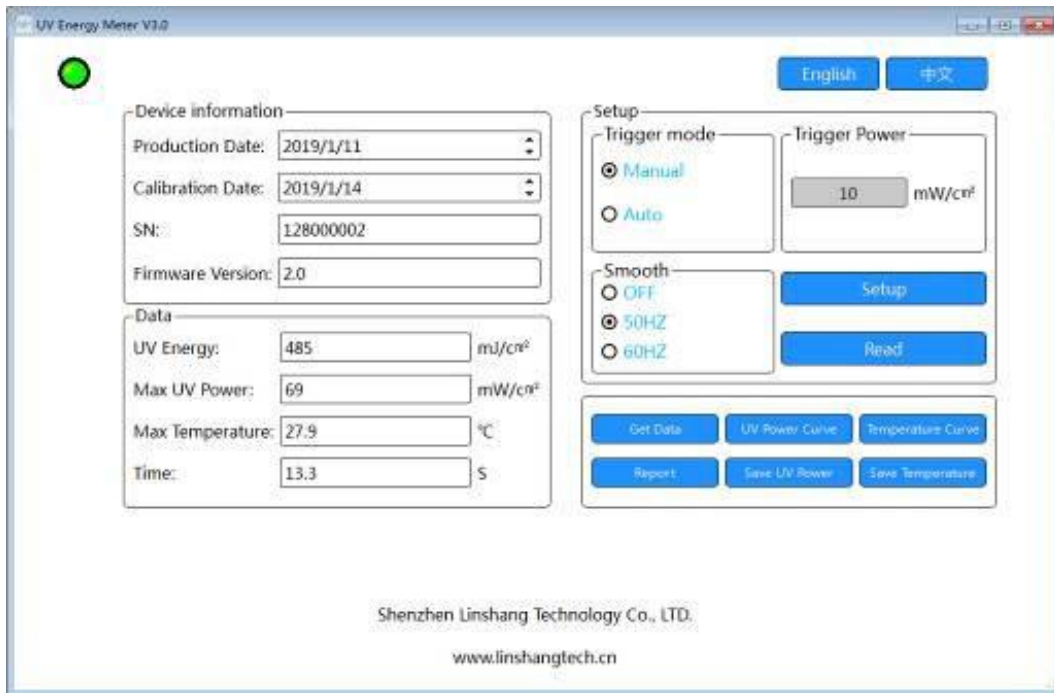 UV Energy Meter V3.0
English 中文
Device information
Production Date: 2019/1/11
Calibration Date: 2019/1/14
SN: 128000002
Firmware Version: 2.0
Data
UV Energy: 485 mJ/cm²
Max UV Power: 69 mW/cm²
Max Temperature: 27.9 ℃
Time: 13.3 S
Setup
Trigger mode
Manual
Auto
Trigger Power
10 mW/cm²
Smooth
OFF
50HZ
60HZ
Setup
Read
Get Data UV Power Curve Temperature Curve
Report Save UV Power Save Temperature
Shenzhen Linshang Technology Co., LTD.
www.linshangtech.cn